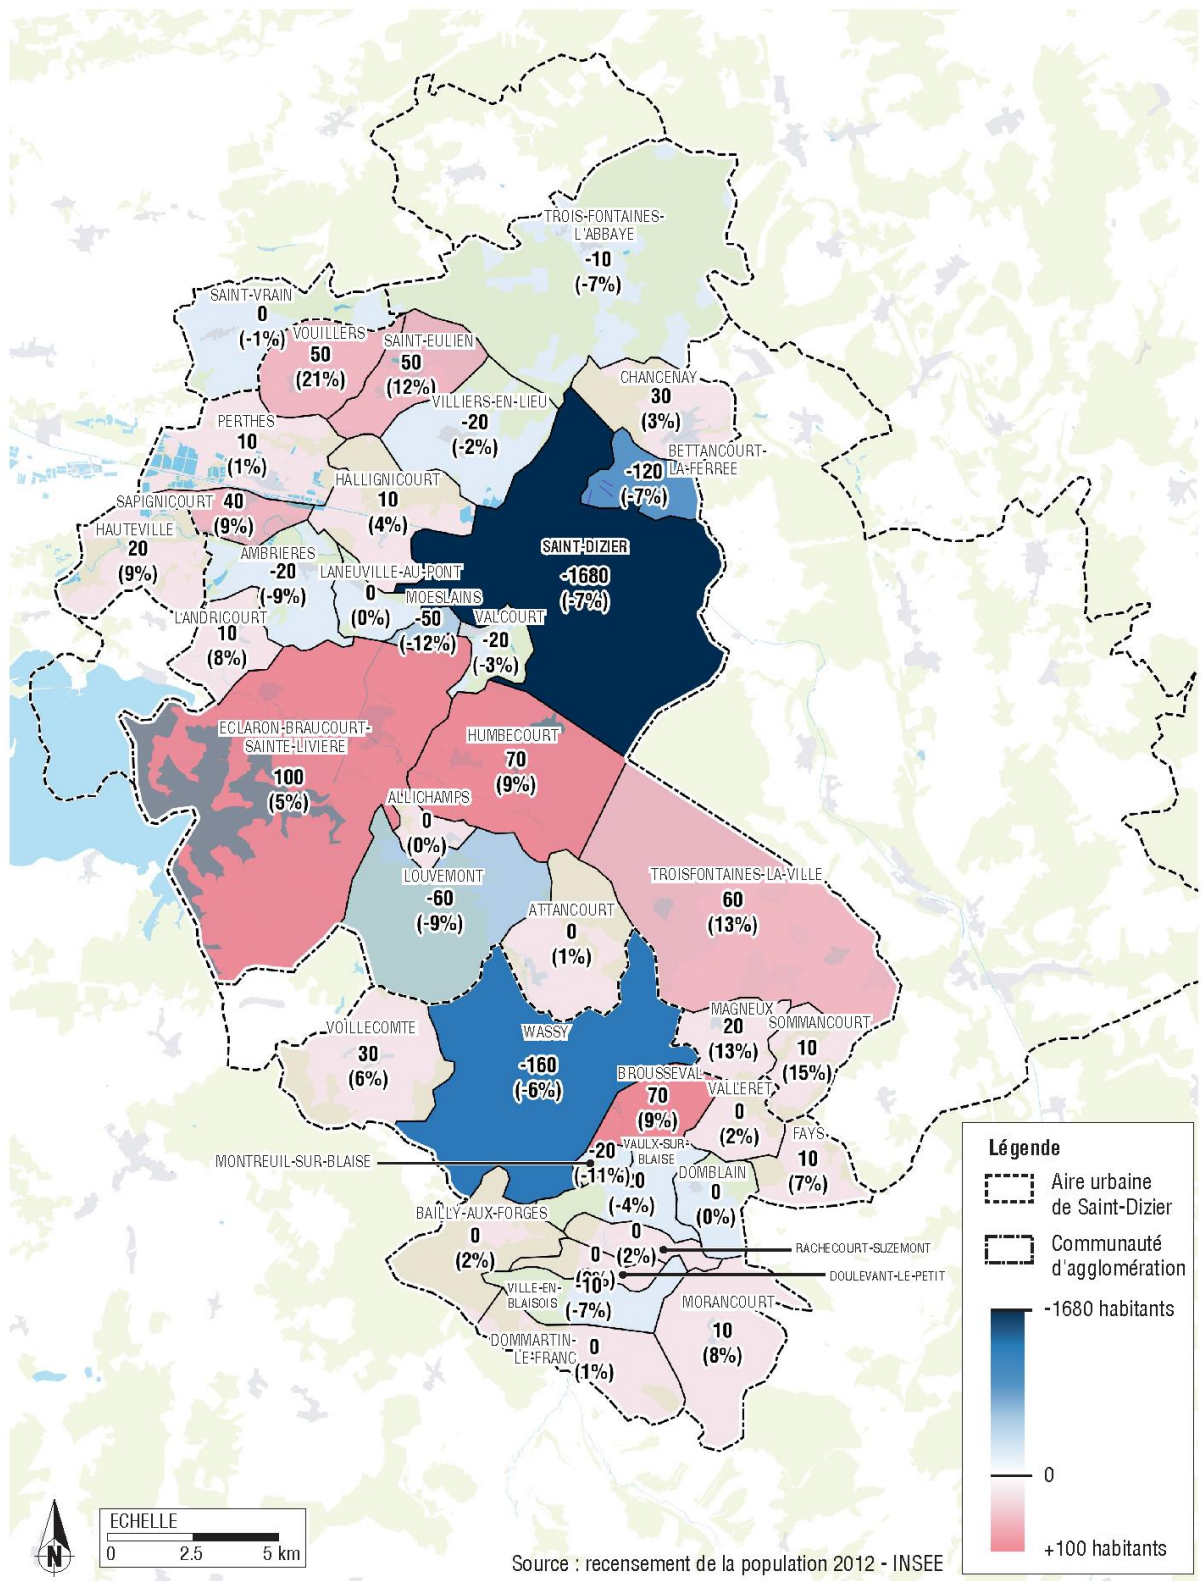 TROIS-FONTAINES-
L'ABBAYE
-10
(-7%)
SAINT-VRAIN
0
(-1%)
VOUILLERS
50
(21%)
SAINT-EULIEN
50
(12%)
VILLIERS-EN-LIEU
-20
(-2%)
CHANCENAY
30
(3%)
BETTANCOURT-
LA-FERREE
-120
(-7%)
PERTHES
10
(1%)
HALLIGNICOURT
10
(4%)
SAPIGNICOURT
40
(9%)
HAUTEVILLE
20
(9%)
AMBRIERES
-20
(-9%)
LANEUVILLE-AU-PONT
0
(0%)
SAINT-DIZIER
-1680
(-7%)
MOESLAINS
-50
(-12%)
VALCOURT
-20
(-3%)
LANDRICOURT
10
(8%)
ECLARON-BRAUCOURT-
SAINTE-LIVIERE
100
(5%)
HUMBECOURT
70
(9%)
ALLICHAMPS
0
(0%)
LOUVEMONT
-60
(-9%)
ATTANCOURT
0
(1%)
TROISFONTAINES-LA-VILLE
60
(13%)
VOILLECOMTE
30
(6%)
WASSY
-160
(-6%)
MAGNEUX
20
(13%)
SOMMANCOURT
10
(15%)
BROUSSEVAL
70
(9%)
VALLERET
0
(2%)
FAYS
10
(7%)
MONTREUIL-SUR-BLAISE
-20
(-11%)
VAULX-SUR-
BLAISE
(-4%)
DOMBLAIN
0
(0%)
BAILLY-AUX-FORGES
0
(2%)
0
(2%)
RACHECOURT-SUZEMONT
0
DOULEVANT-LE-PETIT
VILLE-EN-
BLAISOIS
-10
(-7%)
MORANCOURT
10
(8%)
DOMMARTIN-
LE-FRANC
0
(1%)
Légende
Aire urbaine
de Saint-Dizier
Communauté
d'agglomération
-1680 habitants
0
+100 habitants
N
ECHELLE
0 2.5 5 km
Source : recensement de la population 2012 - INSEE